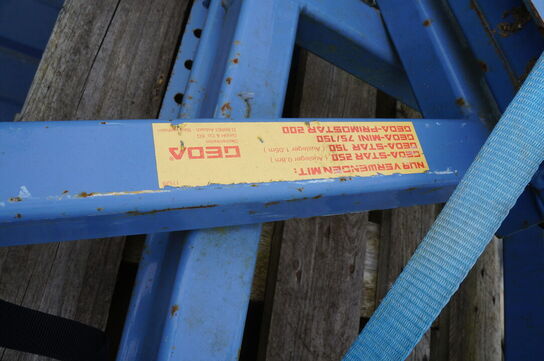 NUR VERWENDEN MIT:
GEDA-STAR 250 ( Ausleger 0,8m )
GEDA-STAR 150 ( Ausleger 1,05m )
GEDA-MINI 75/150
GEDA-PRIMOSTAR 200
GEDA